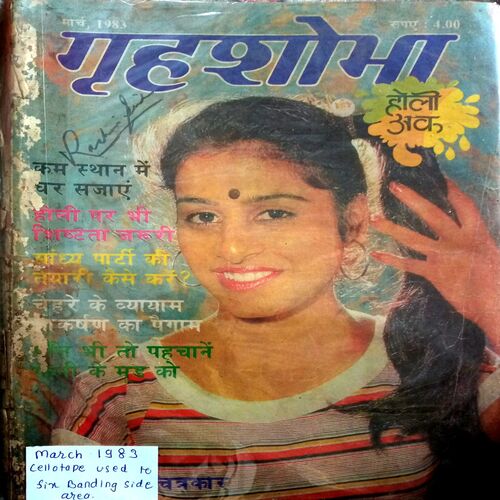 मार्च, 1983
रुपए : 4.00
गृहशोभा
होली
अंक
कम स्थान में
घर सजाएं
होली पर भी
शिष्टता जरूरी
सांध्य पार्टी की
तैयारी कैसे करें?
चेहरे के व्यायाम
आकर्षण का पैगाम
भी तो पहचानें
के मूड को
March 1983
Cellotape used to
fix Banding side
area.